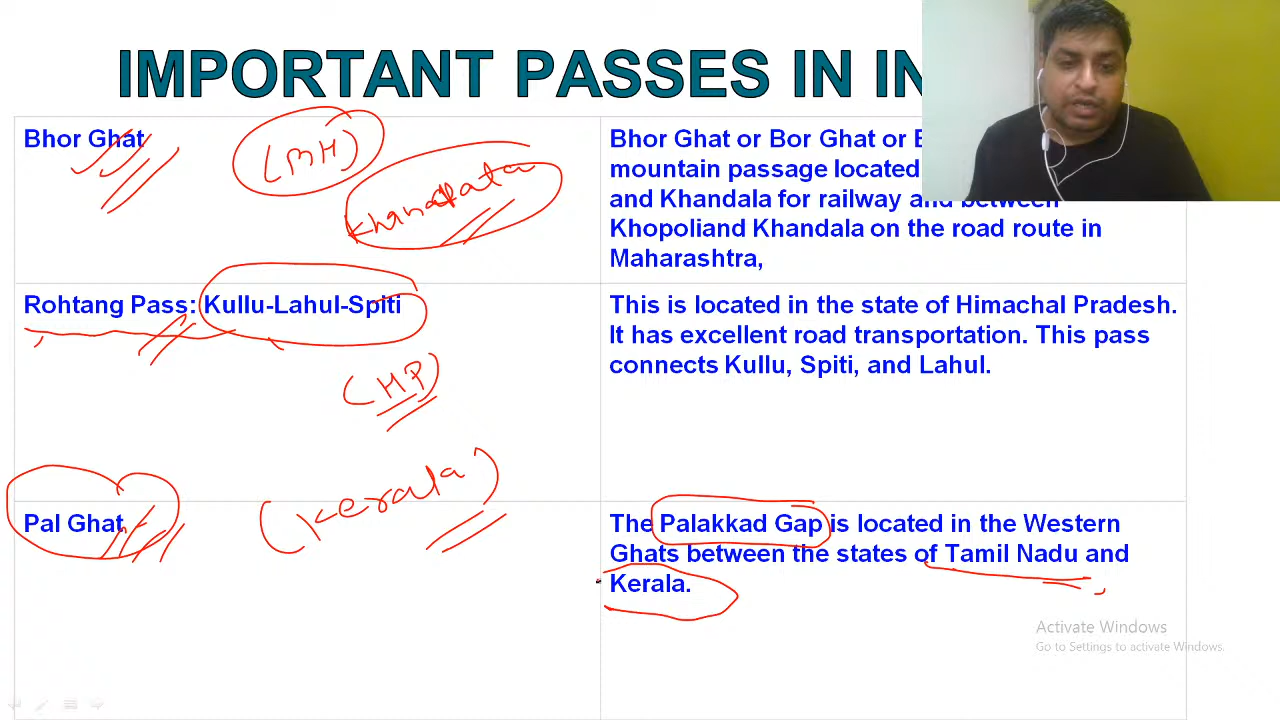 IMPORTANT PASSES IN IN
Bhor Ghat
(MH)
Khandala
Bhor Ghat or Bor Ghat or
mountain passage located
and Khandala for railway and between
Khopoliand Khandala on the road route in
Maharashtra,
Rohtang Pass: Kullu-Lahul-Spiti
(HP)
This is located in the state of Himachal Pradesh.
It has excellent road transportation. This pass
connects Kullu, Spiti, and Lahul.
Pal Ghat
(Kerala)
The Palakkad Gap is located in the Western
Ghats between the states of Tamil Nadu and
Kerala.
Activate Windows
Go to Settings to activate Windows.